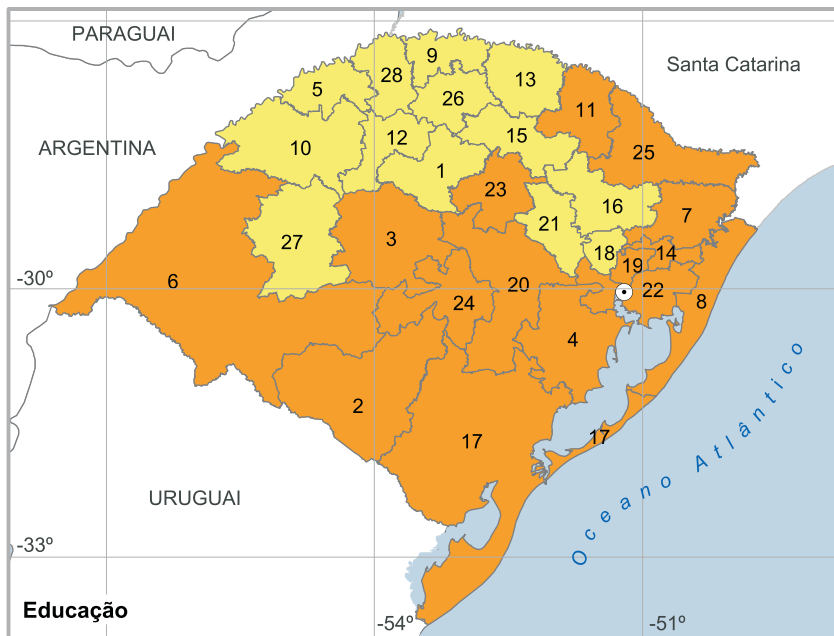 PARAGUAI
9
Santa Catarina
28
13
5
26
11
12
15
ARGENTINA
10
25
1
23
16
7
21
3
27
18
14
19
-30º
6
20
22
24
8
4
2
17
17
Oceano Atlântico
URUGUAI
-33º
Educação
-54º
-51º